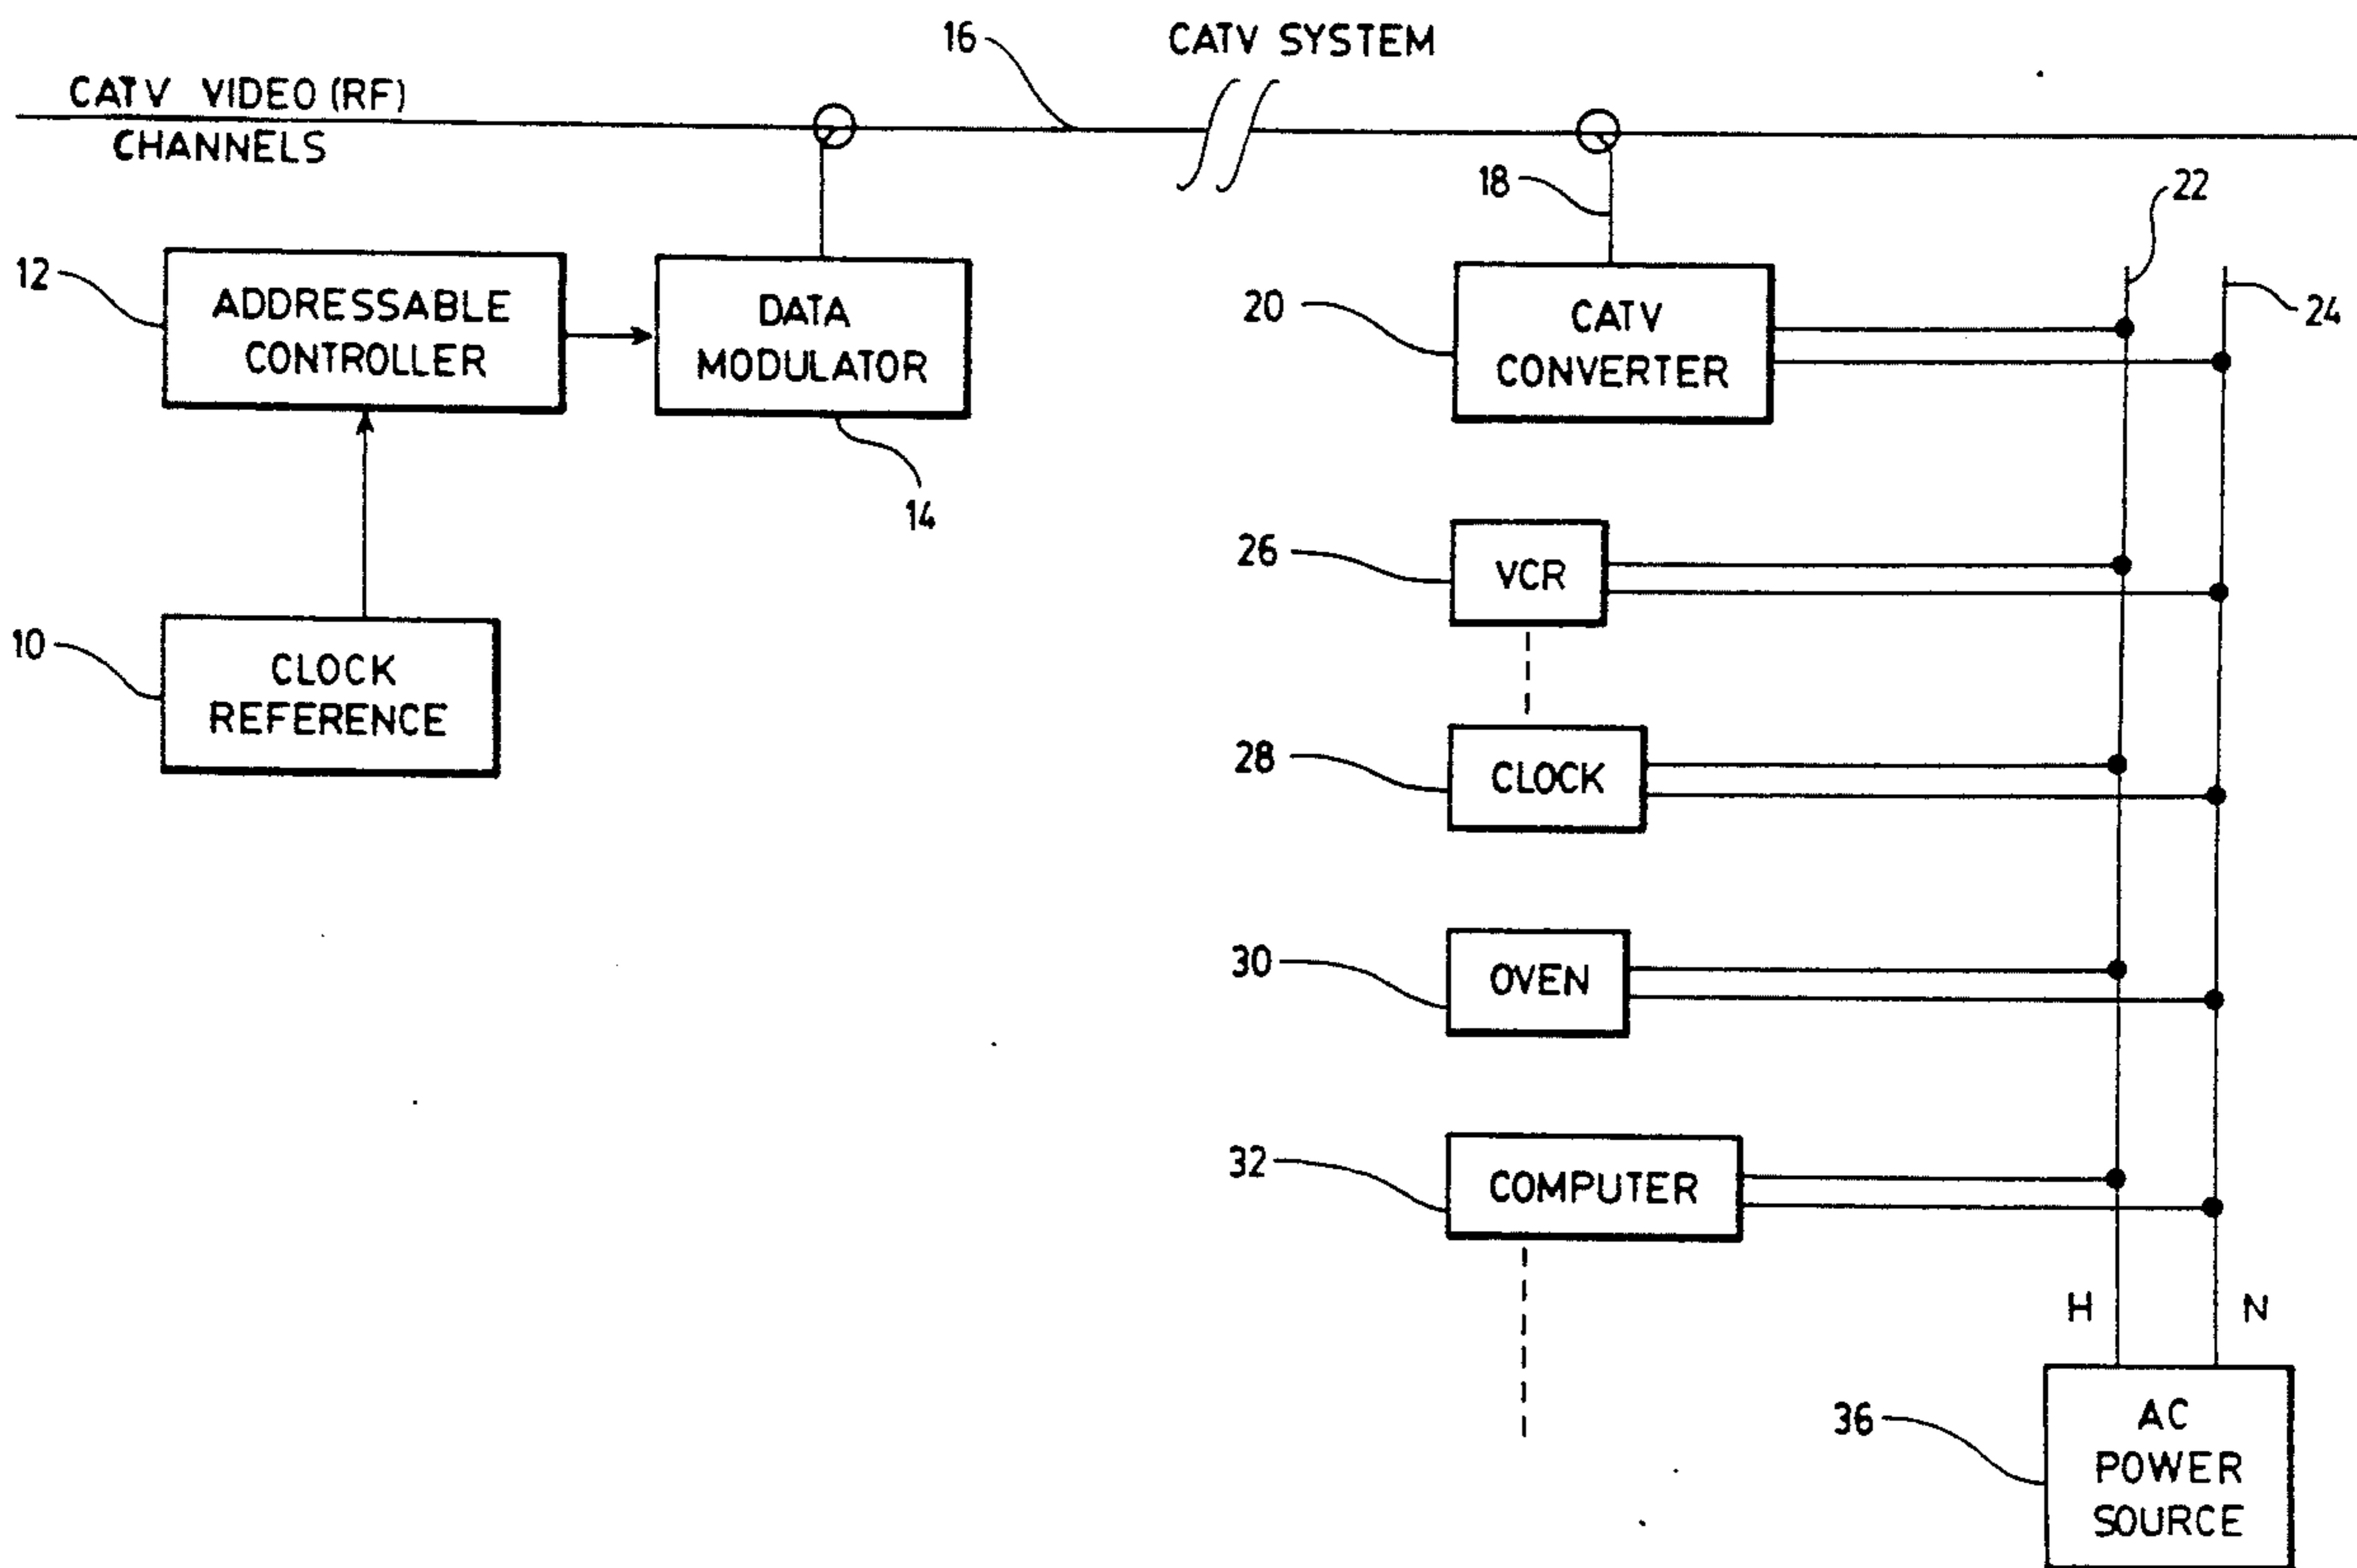 16
CATV SYSTEM
CATV VIDEO (RF)
CHANNELS
18
22
12
ADDRESSABLE
CONTROLLER
DATA
MODULATOR
20
CATV
CONVERTER
24
14
26
VCR
10
CLOCK
REFERENCE
28
CLOCK
30
OVEN
32
COMPUTER
H
N
36
AC
POWER
SOURCE